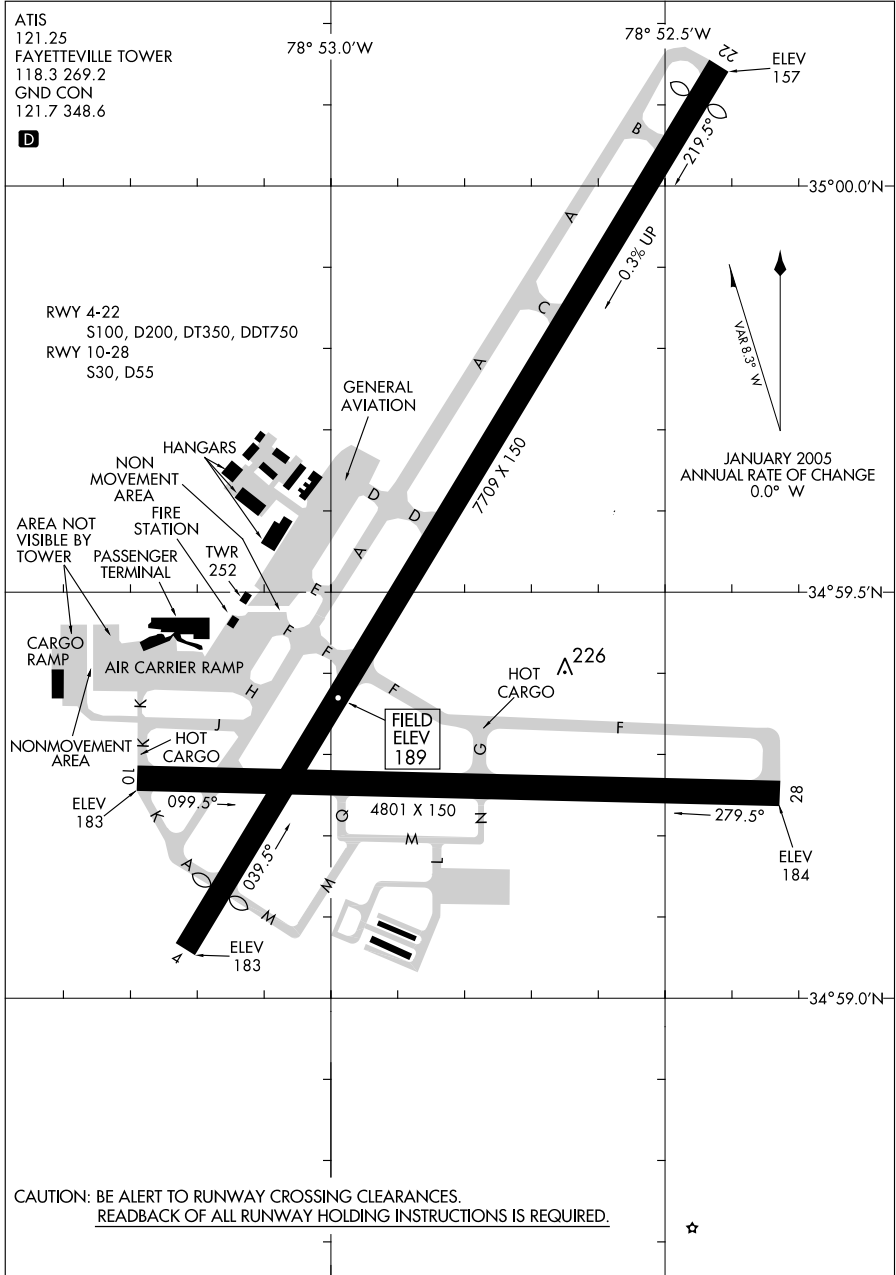 ATIS
121.25
FAYETTEVILLE TOWER
118.3 269.2
GND CON
121.7 348.6
D
78° 53.0'W
78° 52.5'W
22
ELEV
157
B
219.5°
35°00.0'N
A
0.3% UP
VAR 8.3° W
RWY 4-22
S100, D200, DT350, DDT750
RWY 10-28
S30, D55
C
A
GENERAL
AVIATION
JANUARY 2005
ANNUAL RATE OF CHANGE
0.0° W
HANGARS
NON
MOVEMENT
AREA
7709 X 150
D
D
FIRE
STATION
AREA NOT
VISIBLE BY
TOWER
PASSENGER
TERMINAL
TWR
252
A
E
34°59.5'N
F
F
CARGO
RAMP
AIR CARRIER RAMP
226
HOT
CARGO
H
F
K
J
F
FIELD
ELEV
189
NONMOVEMENT
AREA
K
HOT
CARGO
G
10
099.5°
4801 X 150
28
279.5°
ELEV
183
K
Q
N
M
L
ELEV
184
A
039.5°
M
M
4
ELEV
183
34°59.0'N
CAUTION: BE ALERT TO RUNWAY CROSSING CLEARANCES.
READBACK OF ALL RUNWAY HOLDING INSTRUCTIONS IS REQUIRED.